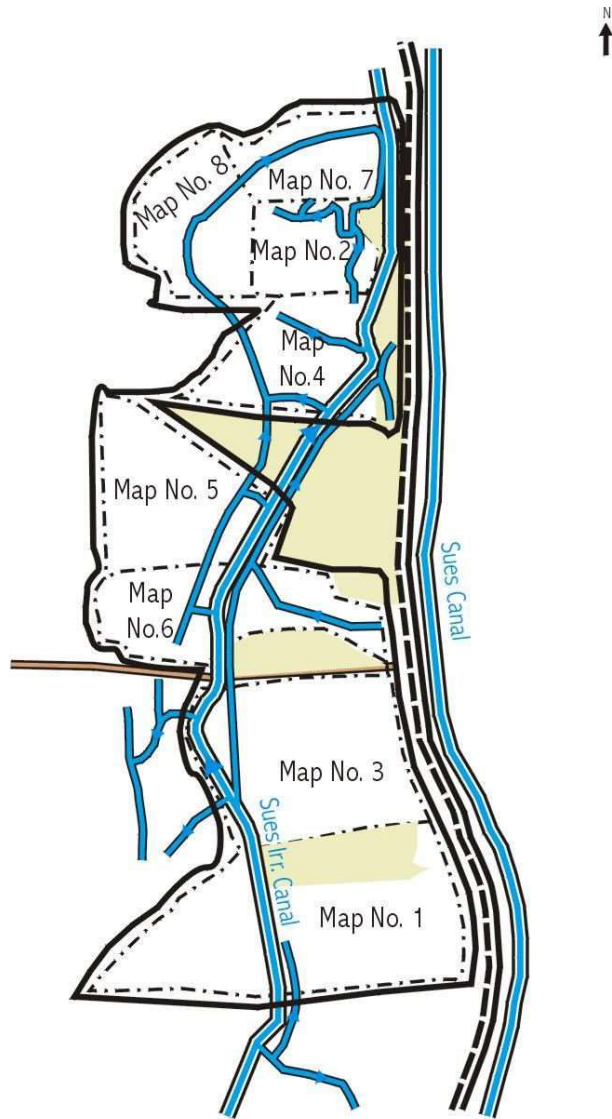 N
Map No. 8
Map No. 7
Map No.2
Map
No.4
Map No. 5
Sues Canal
Map
No.6
Map No. 3
Sues Irr. Canal
Map No. 1